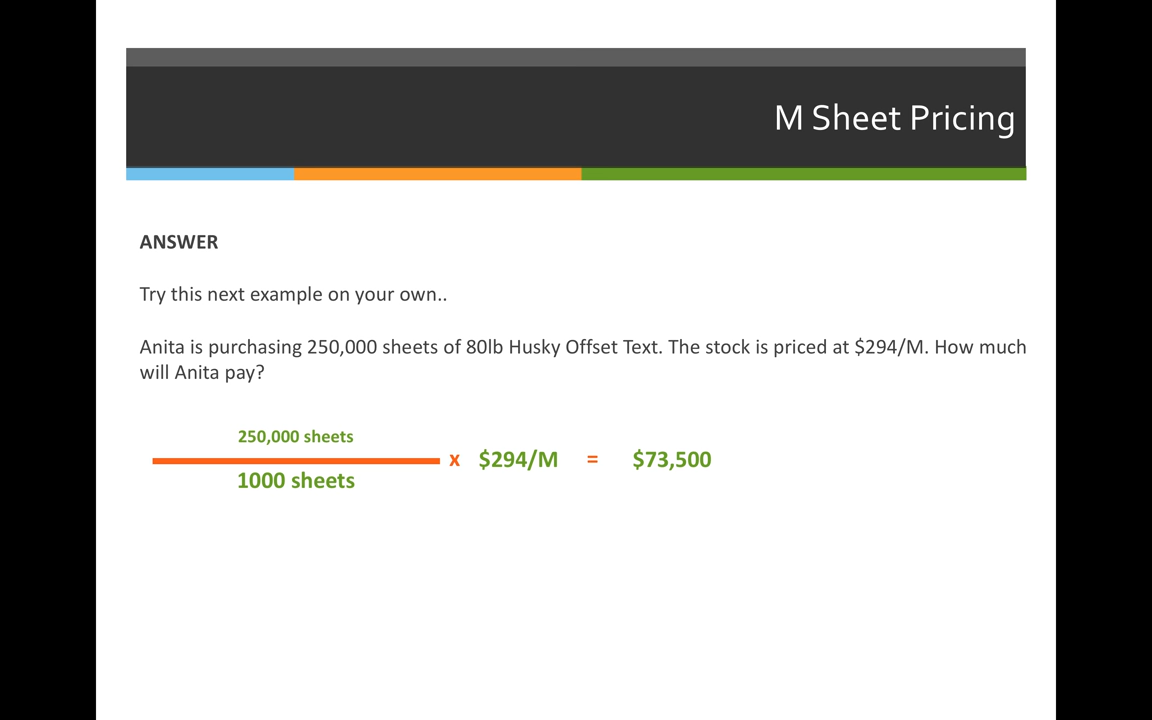 M Sheet Pricing
ANSWER
Try this next example on your own..
Anita is purchasing 250,000 sheets of 80lb Husky Offset Text. The stock is priced at $294/M. How much
will Anita pay?
250,000 sheets
x $294/M = $73,500
1000 sheets